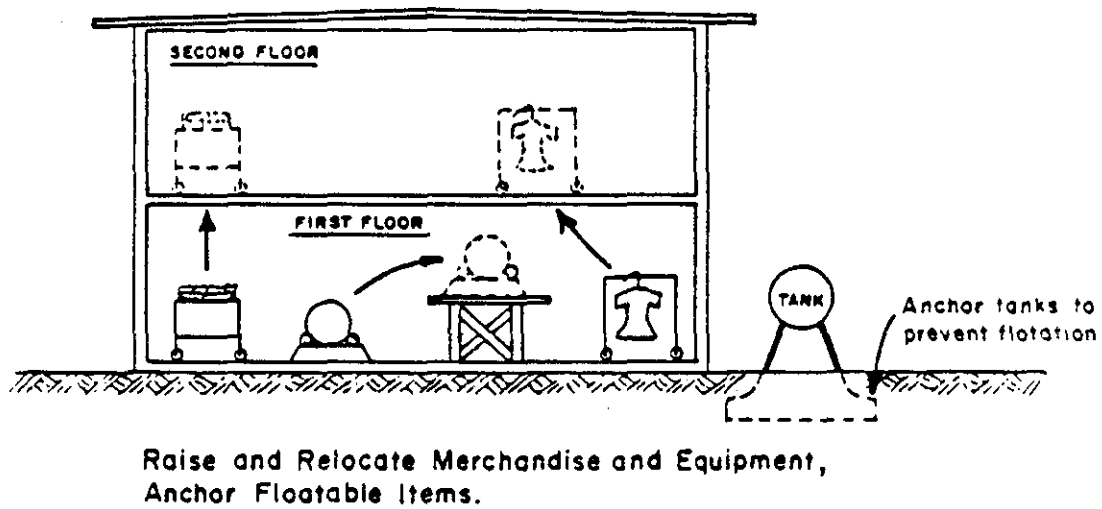 SECOND FLOOR
FIRST FLOOR
TANK
Anchor tanks to
prevent flotation
Raise and Relocate Merchandise and Equipment,
Anchor Floatable Items.